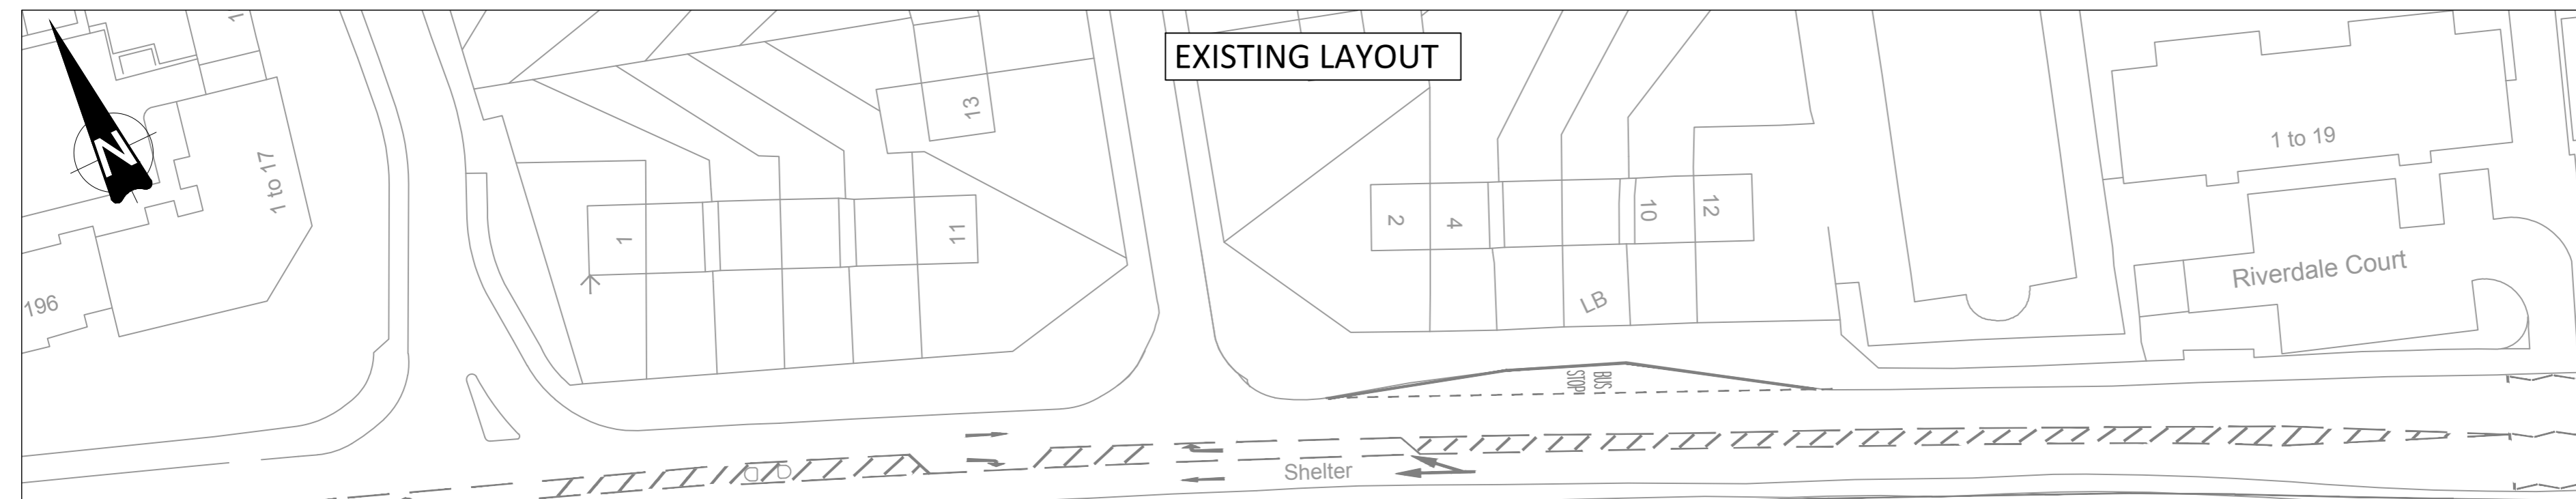 EXISTING LAYOUT
N
1
1 to 17
196
1
11
13
2
4
10
12
LB
1 to 19
Riverdale Court
BUS
STOP
Shelter